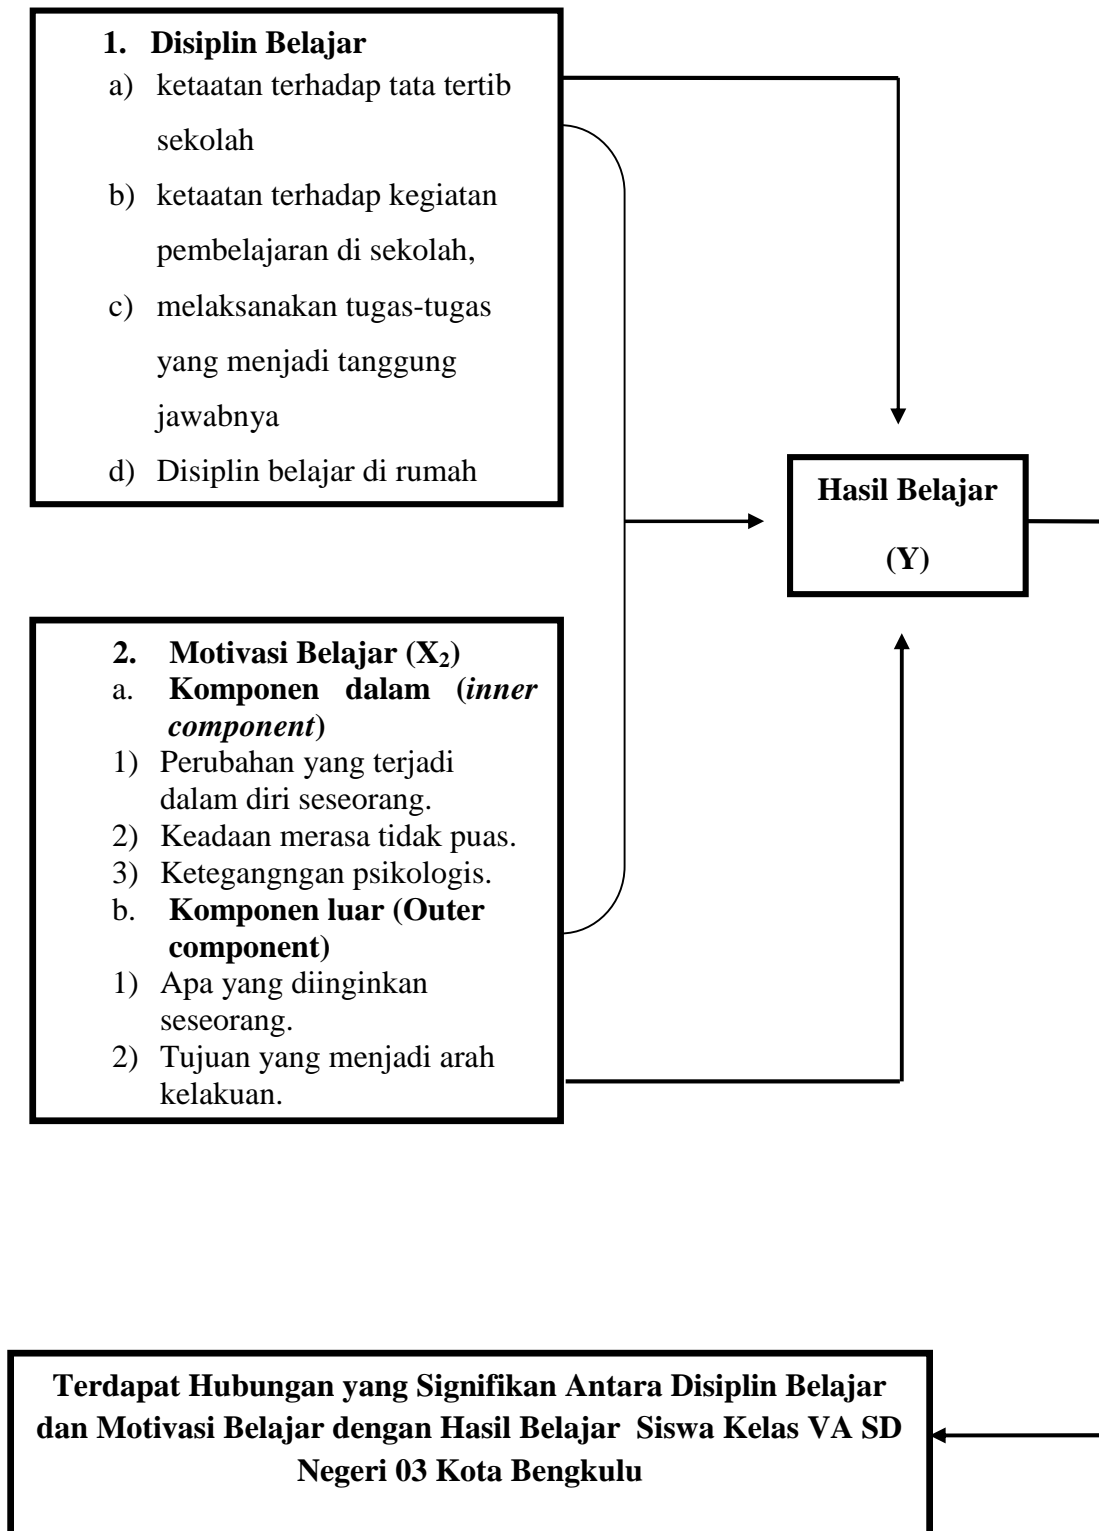 1. Disiplin Belajar
a) ketaatan terhadap tata tertib
sekolah
b) ketaatan terhadap kegiatan
pembelajaran di sekolah,
c) melaksanakan tugas-tugas
yang menjadi tanggung
jawabnya
d) Disiplin belajar di rumah
Hasil Belajar
(Y)
2. Motivasi Belajar (X₂)
a. Komponen dalam (inner
component)
1) Perubahan yang terjadi
dalam diri seseorang.
2) Keadaan merasa tidak puas.
3) Ketegangngan psikologis.
b. Komponen luar (Outer
component)
1) Apa yang diinginkan
seseorang.
2) Tujuan yang menjadi arah
kelakuan.
Terdapat Hubungan yang Signifikan Antara Disiplin Belajar
dan Motivasi Belajar dengan Hasil Belajar Siswa Kelas VA SD
Negeri 03 Kota Bengkulu